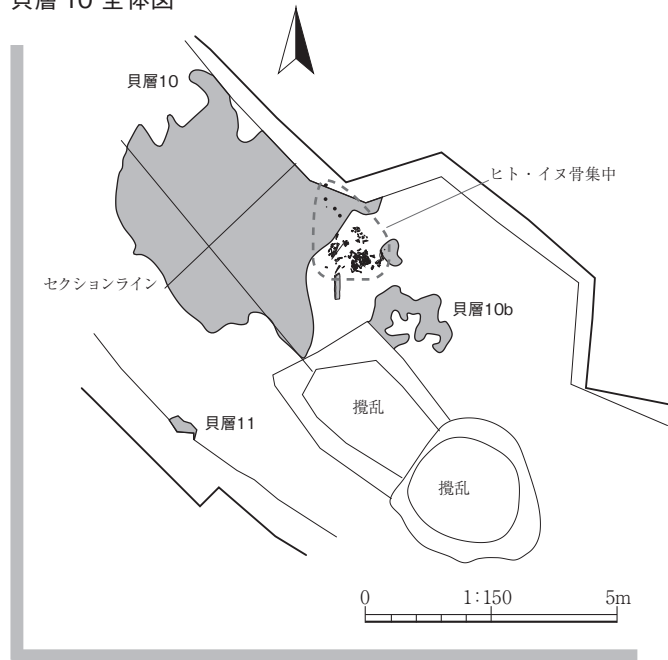 貝層 10 全体図
貝層10
ヒト・イヌ骨集中
セクションライン
貝層10b
攪乱
貝層11
攪乱
0 1:150 5m